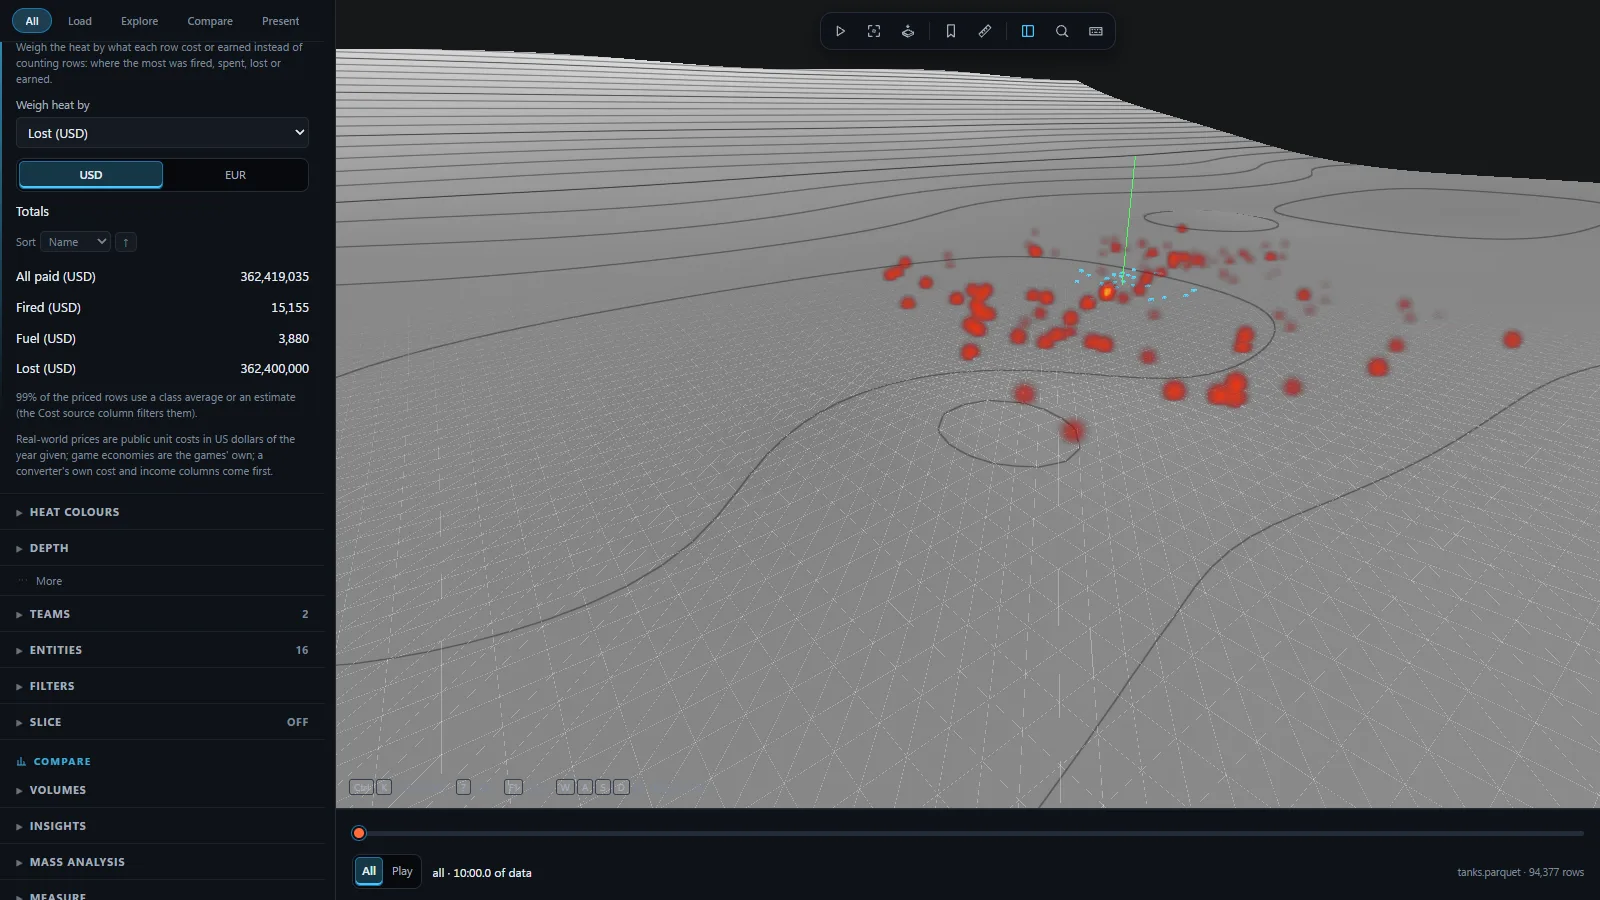 All Load Explore Compare Present
Weigh the heat by what each row cost or earned instead of
counting rows: where the most was fired, spent, lost or
earned.
Weigh heat by
Lost (USD)
USD EUR
Totals
Sort Name ↑
All paid (USD) 362,419,035
Fired (USD) 15,155
Fuel (USD) 3,880
Lost (USD) 362,400,000
99% of the priced rows use a class average or an estimate
(the Cost source column filters them).
Real-world prices are public unit costs in US dollars of the
year given; game economies are the games' own; a
converter's own cost and income columns come first.
HEAT COLOURS
DEPTH
More
TEAMS 2
ENTITIES 16
FILTERS
SLICE OFF
COMPARE
VOLUMES
INSIGHTS
MASS ANALYSIS
MEASURE
Ctrl K ? W A S D
All Play all · 10:00.0 of data
tanks.parquet · 94,377 rows